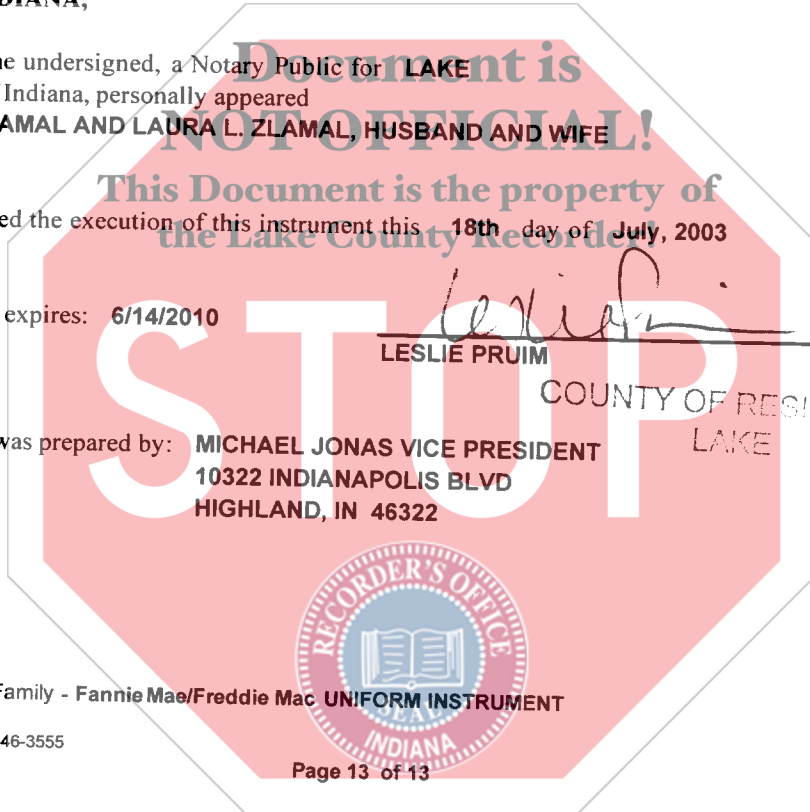 DIANA,
Document is
e undersigned, a Notary Public for LAKE
Indiana, personally appeared
NOT OFFICIAL!
AMAL AND LAURA L. ZLAMAL, HUSBAND AND WIFE
This Document is the property of
ed the execution of this instrument this 18th day of July, 2003
the Lake County Recorder!
expires: 6/14/2010
STOP
LESLIE PRUIM
COUNTY OF RESI
LAKE
was prepared by: MICHAEL JONAS VICE PRESIDENT
10322 INDIANAPOLIS BLVD
HIGHLAND, IN 46322
RECORDER'S OFFICE
Family - Fannie Mae/Freddie Mac UNIFORM INSTRUMENT
SEAL
46-3555
INDIANA
Page 13 of 13